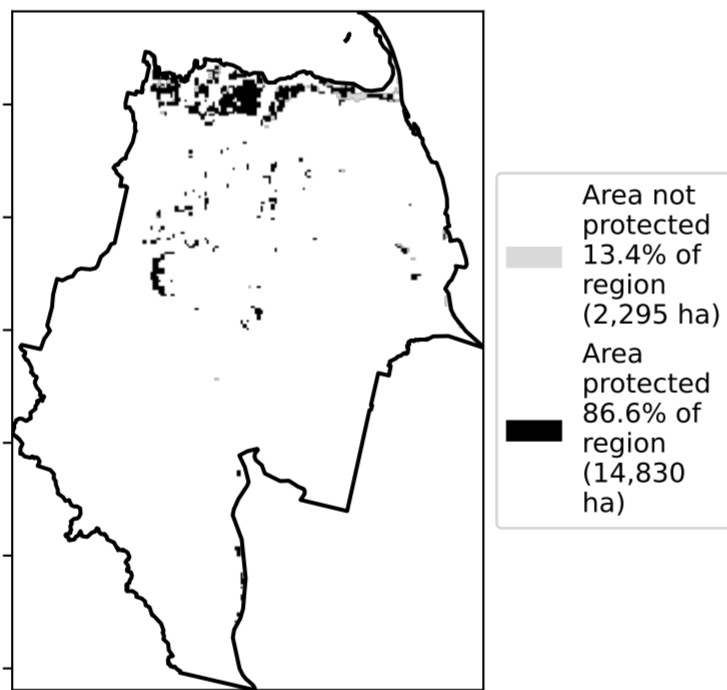 Area not
protected
13.4% of
region
(2,295 ha)
Area
protected
86.6% of
region
(14,830
ha)